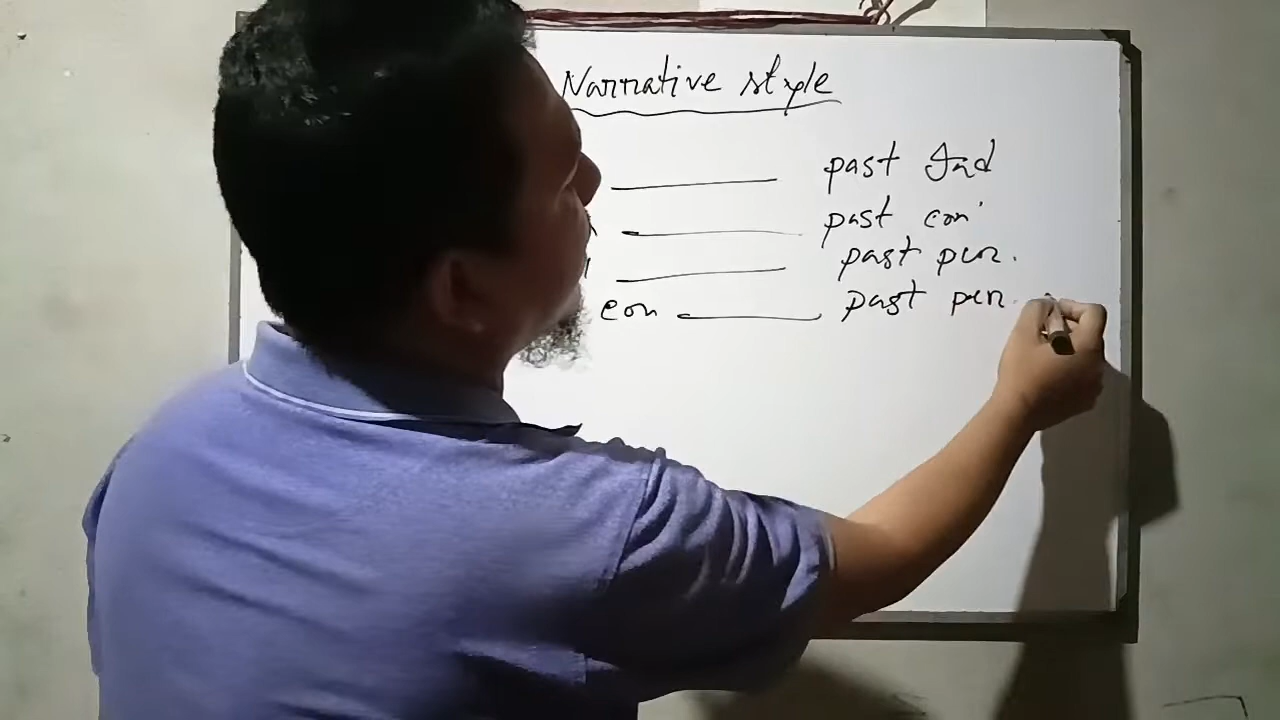 Narrative style
past Ind
past con'
past per.
con past per.